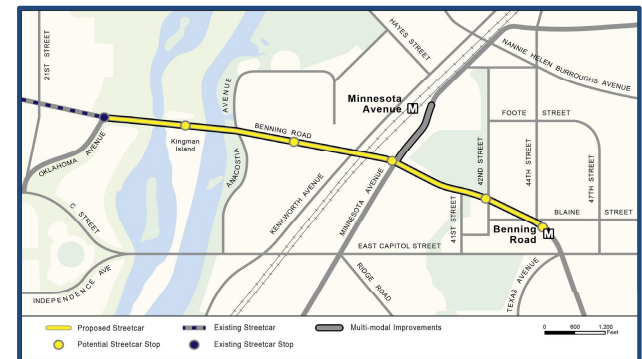 21ST STREET
HAYES STREET
NANNIE HELEN BURROUGHS AVENUE
Minnesota
Avenue M
FOOTE STREET
ANACOSTIA AVENUE
BENNING ROAD
Kingman
Island
OKLAHOMA AVENUE
C STREET
KENILWORTH AVENUE
MINNESOTA AVENUE
42ND STREET
44TH STREET
47TH STREET
41ST STREET
BLAINE STREET
Benning
Road M
EAST CAPITOL STREET
INDEPENDENCE AVE
RIDGE ROAD
TEXAS AVENUE
Proposed Streetcar
Existing Streetcar
Multi-modal Improvements
Potential Streetcar Stop
Existing Streetcar Stop
0 600 1,200
Feet